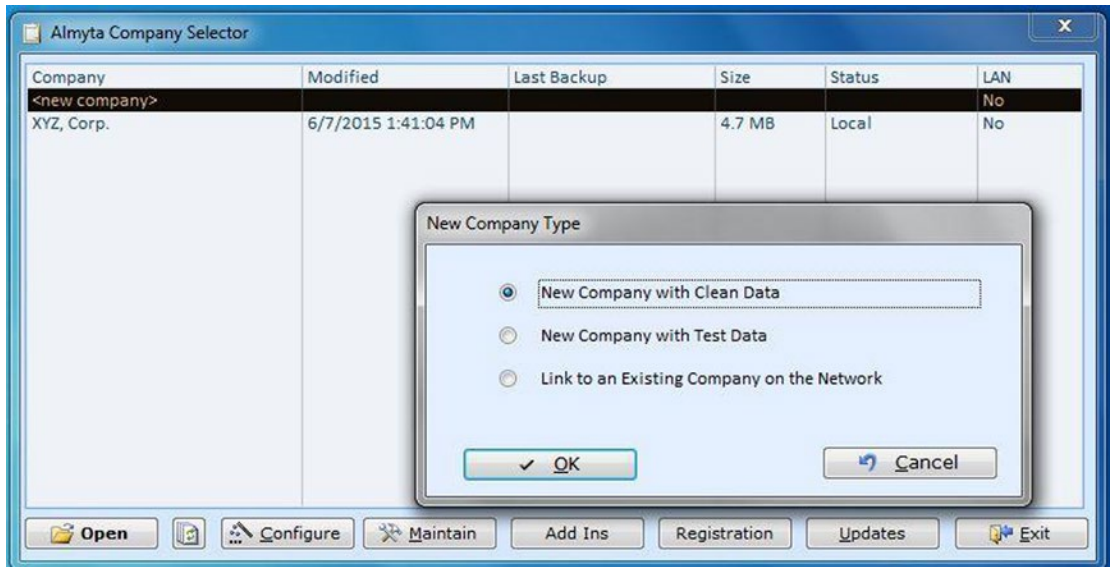 Almyta Company Selector
x
Company Modified Last Backup Size Status LAN
<new company> No
XYZ, Corp. 6/7/2015 1:41:04 PM 4.7 MB Local No
New Company Type
New Company with Clean Data
New Company with Test Data
Link to an Existing Company on the Network
OK Cancel
Open Configure Maintain Add Ins Registration Updates Exit